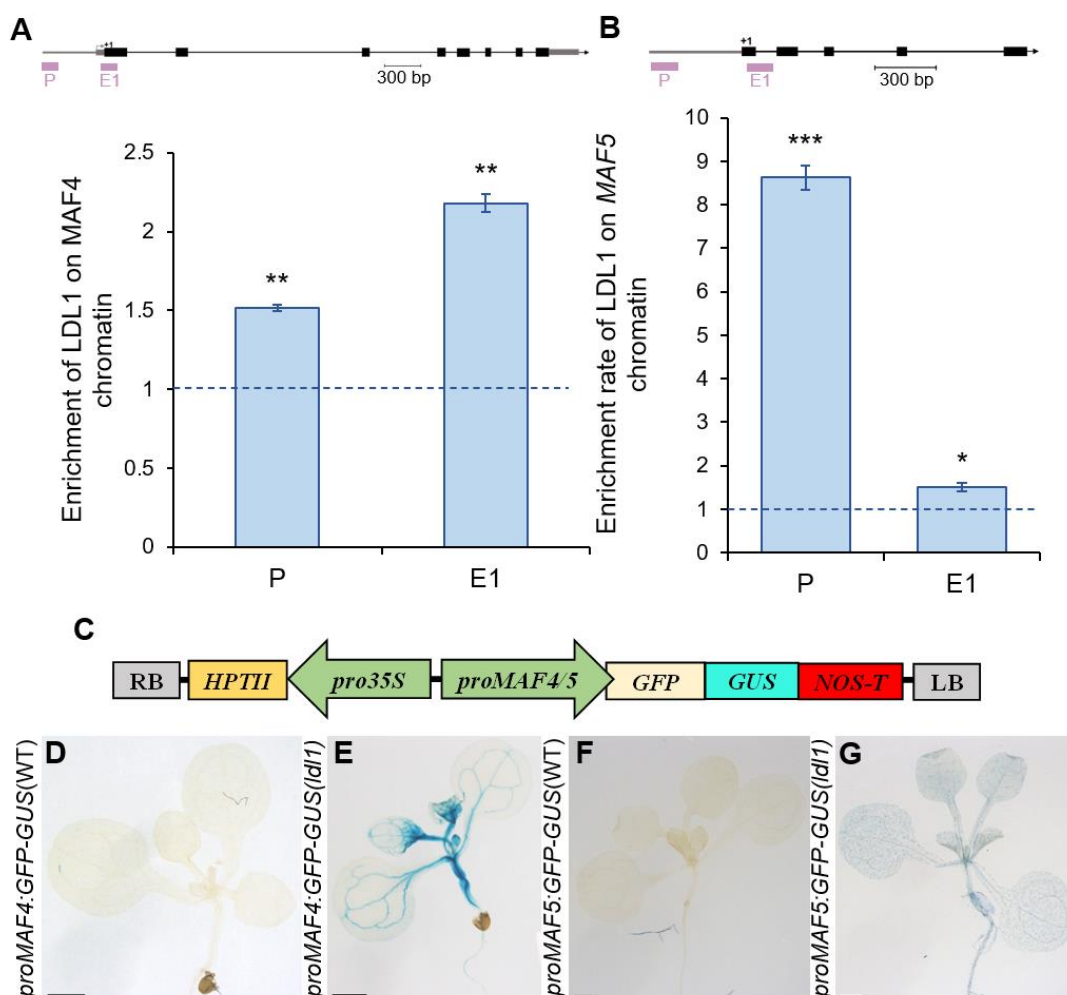 A
+1
P
E1
300 bp
Enrichment of LDL1 on MAF4
chromatin
2.5
2
1.5
1
0.5
0
**
**
P
E1
B
+1
P
E1
300 bp
Enrichment rate of LDL1 on MAF5
chromatin
10
9
8
7
6
5
4
3
2
1
0
***
*
P
E1
C
RB
HPTII
pro35S
proMAF4/5
GFP
GUS
NOS-T
LB
proMAF4:GFP-GUS(WT)
D
proMAF4:GFP-GUS(ldl1)
E
proMAF5:GFP-GUS(WT)
F
proMAF5:GFP-GUS(ldl1)
G